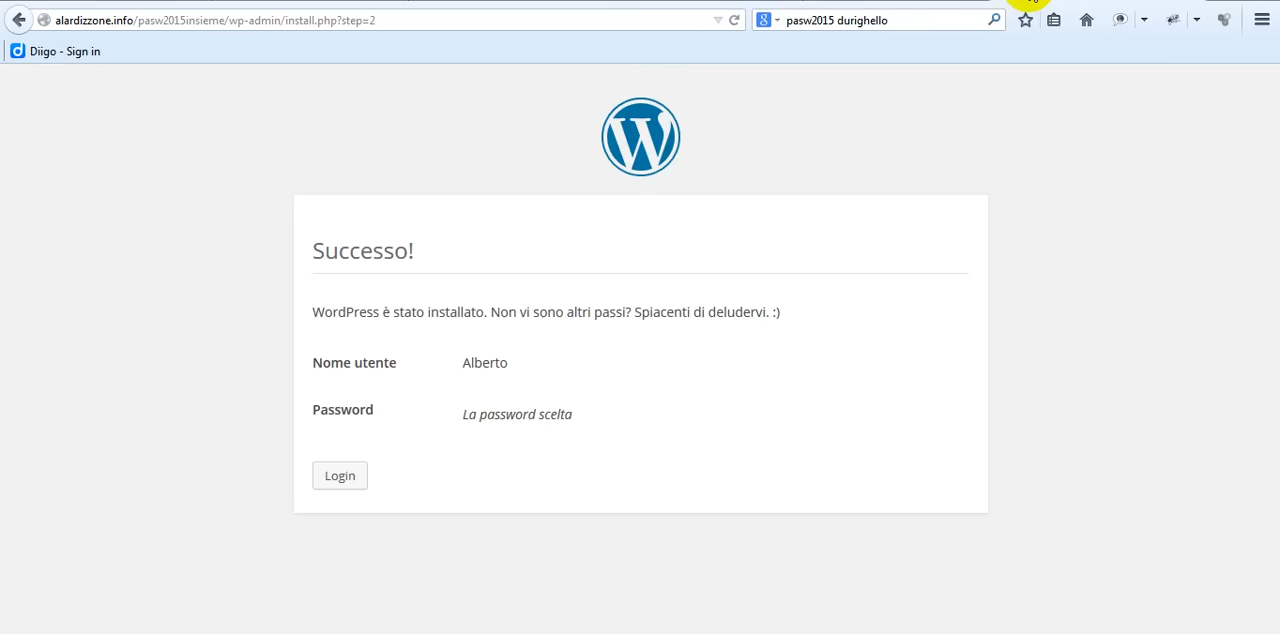 alardizzone.info/pasw2015insieme/wp-admin/install.php?step=2
pasw2015 durighello
Diigo - Sign in
Successo!
WordPress è stato installato. Non vi sono altri passi? Spiacenti di deludervi. :)
Nome utente Alberto
Password La password scelta
Login